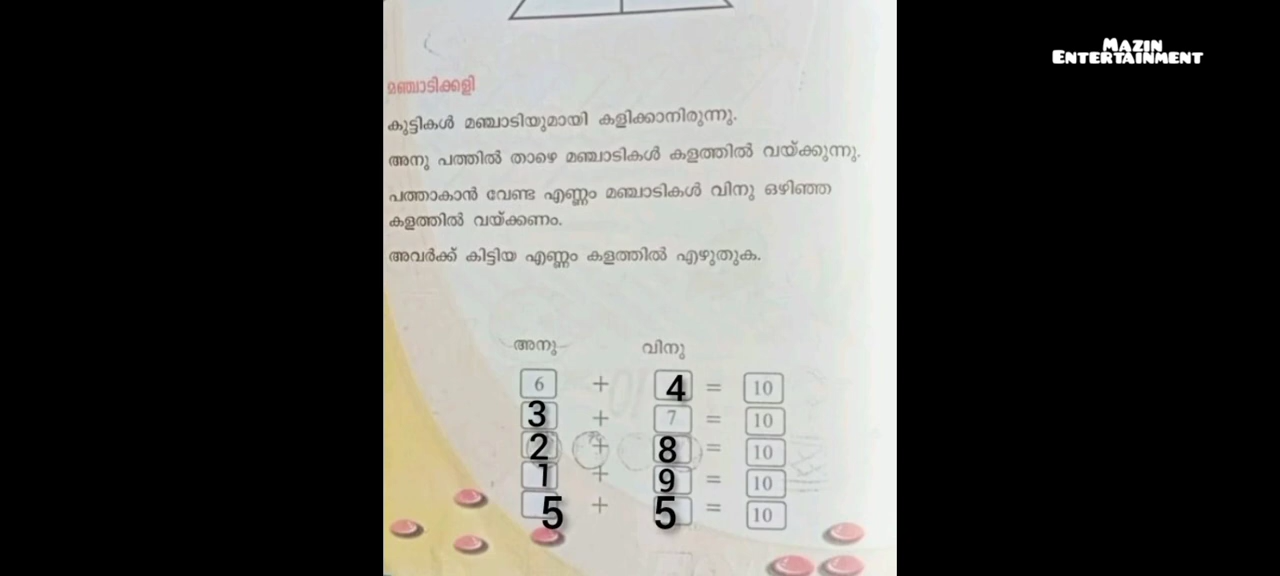 MAZIN
ENTERTAINMENT
മഞ്ചാടിക്കളി
കുട്ടികൾ മഞ്ചാടിയുമായി കളിക്കാനിരുന്നു.
അനു പത്തിൽ താഴെ മഞ്ചാടികൾ കളത്തിൽ വയ്ക്കുന്നു.
പത്താകാൻ വേണ്ട എണ്ണം മഞ്ചാടികൾ വിനു ഒഴിഞ്ഞ
കളത്തിൽ വയ്ക്കണം.
അവർക്ക് കിട്ടിയ എണ്ണം കളത്തിൽ എഴുതുക.
അനു വിനു
6 + 4 = 10
3 + 7 = 10
2 + 8 = 10
1 + 9 = 10
5 + 5 = 10